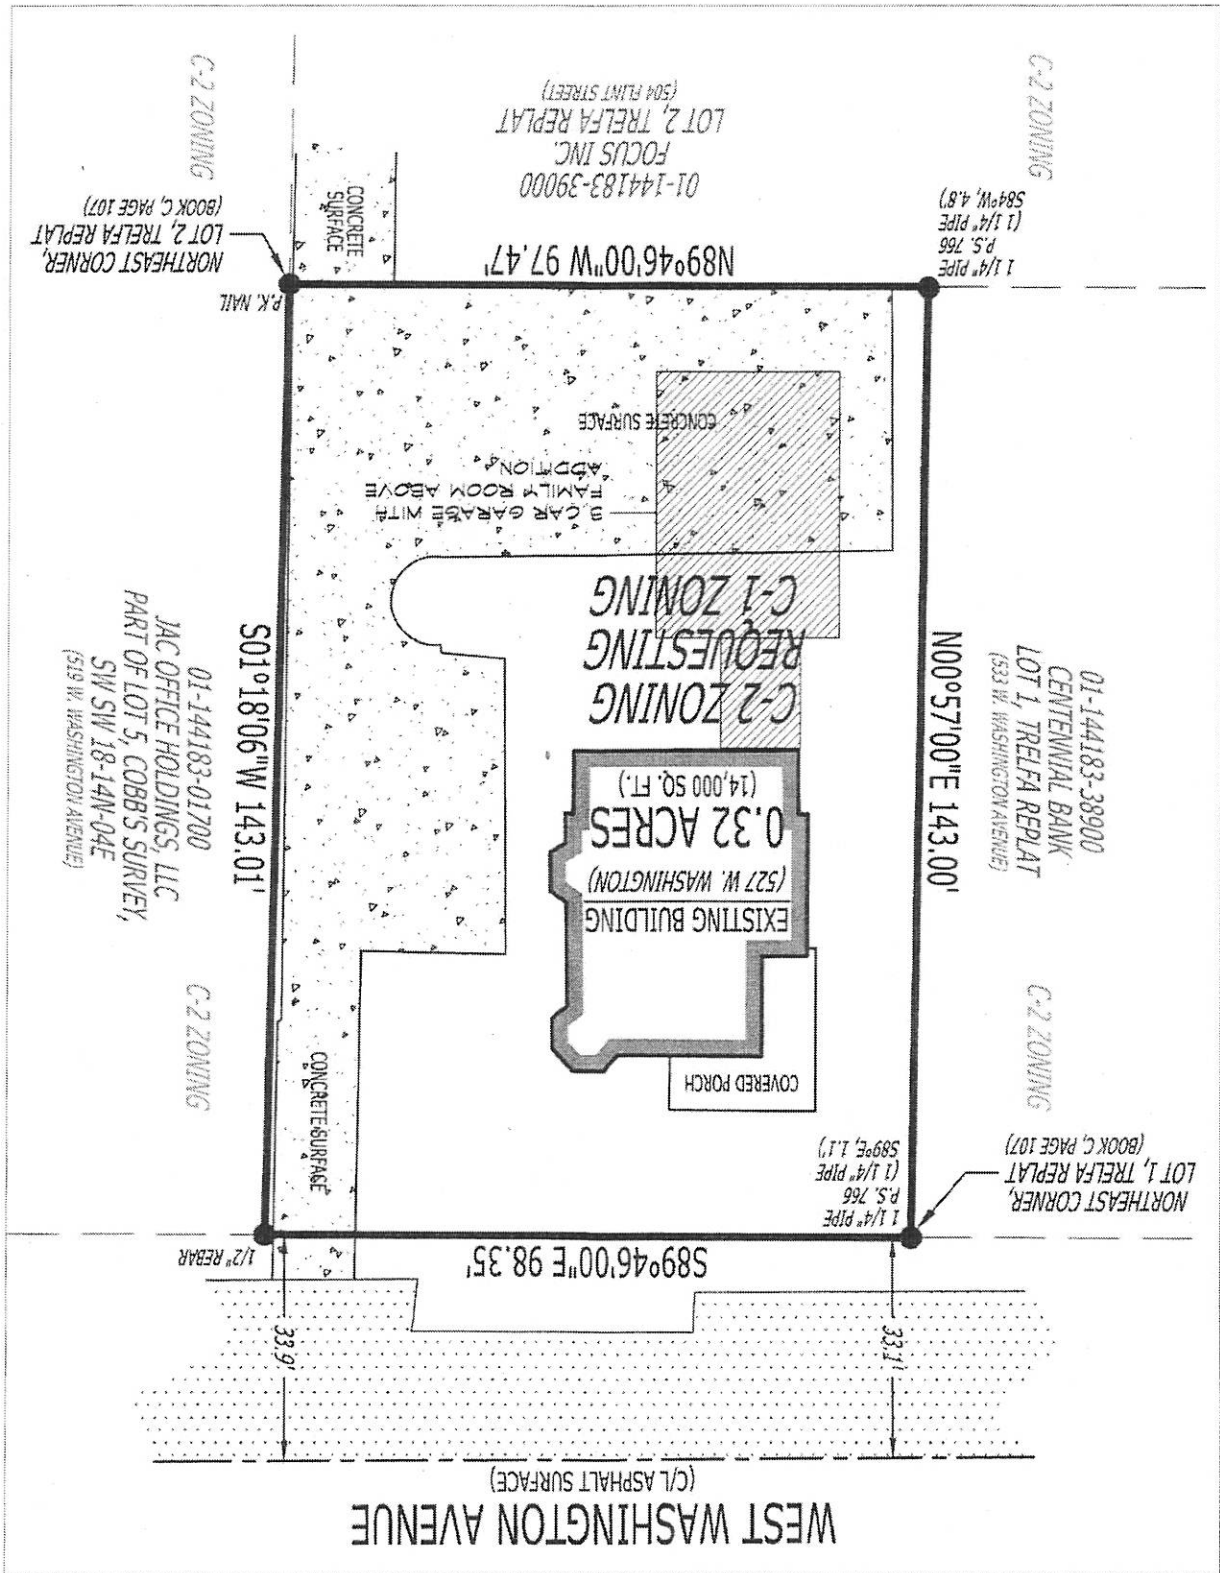 WEST WASHINGTON AVENUE
(C/L ASPHALT SURFACE)
33.1'
33.9'
S89°46'00"E 98.35'
1/2" REBAR
NORTHEAST CORNER,
LOT 1, TRELFA REPLAT
(BOOK C, PAGE 107)
1 1/4" PIPE
P.S. 766
(1 1/4" PIPE
S89°E, 1.1')
C-2 ZONING
COVERED PORCH
CONCRETE SURFACE
C-2 ZONING
EXISTING BUILDING
(527 W. WASHINGTON)
0.32 ACRES
(14,000 SQ. FT.)
01-144183-38900
CENTENNIAL BANK
LOT 1, TRELFA REPLAT
(533 W. WASHINGTON AVENUE)
N00°57'00"E 143.00'
C-2 ZONING
REQUESTING
C-1 ZONING
S01°18'06"W 143.01'
01-144183-01700
JAC OFFICE HOLDINGS, LLC
PART OF LOT 5, COBB'S SURVEY,
SW SW 18-14N-04E
(519 W. WASHINGTON AVENUE)
3 CAR GARAGE WITH
FAMILY ROOM ABOVE
ADDITION
CONCRETE SURFACE
P.K. NAIL
N89°46'00"W 97.47'
1 1/4" PIPE
P.S. 766
(1 1/4" PIPE
S84°W, 4.8')
NORTHEAST CORNER,
LOT 2, TRELFA REPLAT
(BOOK C, PAGE 107)
CONCRETE
SURFACE
C-2 ZONING
01-144183-39000
FOCUS INC.
LOT 2, TRELFA REPLAT
(504 FLINT STREET)
C-2 ZONING